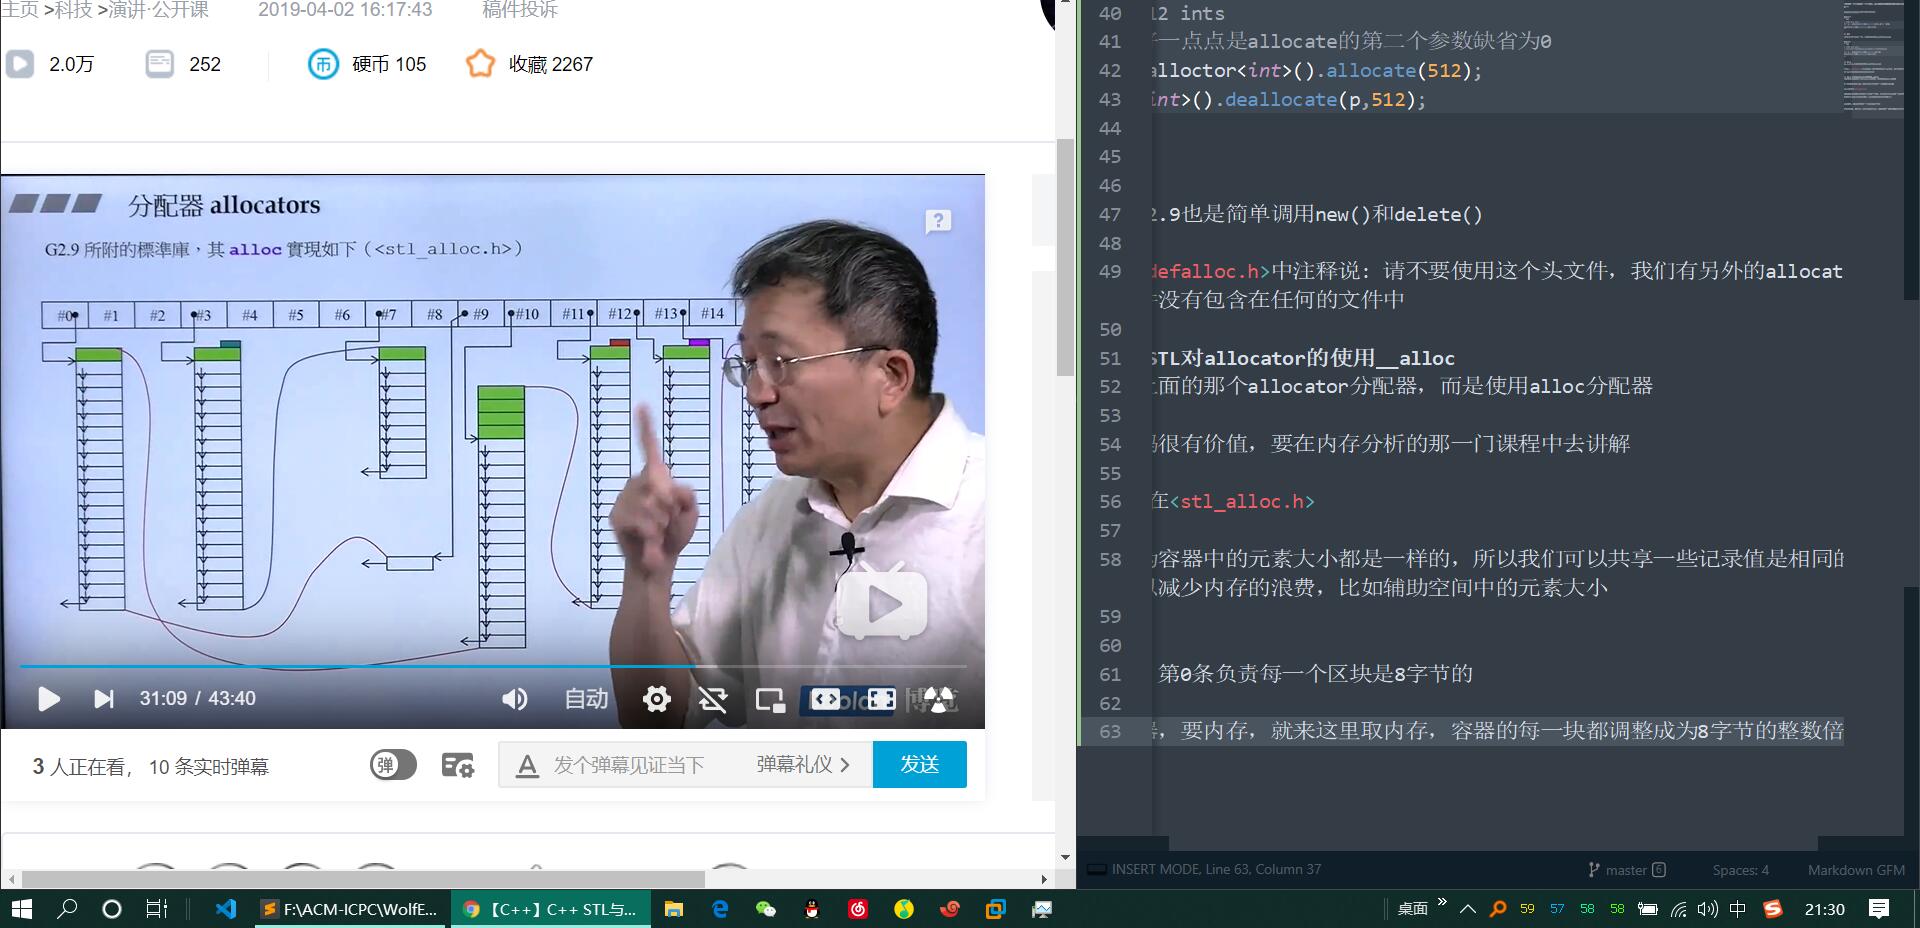 主页 >科技 >演讲·公开课
2019-04-02 16:17:43
稿件投诉
2.0万
252
硬币 105
收藏 2267
分配器 allocators
G2.9 所附的標準庫，其 alloc 實現如下（<stl_alloc.h>）
#0
#1
#2
#3
#4
#5
#6
#7
#8
#9
#10
#11
#12
#13
#14
31:09 / 43:40
自动
博览
3 人正在看， 10 条实时弹幕
弹
发个弹幕见证当下
弹幕礼仪 >
发送
40 12 ints
41 一点点是allocate的第二个参数缺省为0
42 alloctor<int>().allocate(512);
43 int>().deallocate(p,512);
44
45
46
47 2.9也是简单调用new()和delete()
48
49 defalloc.h>中注释说: 请不要使用这个头文件, 我们有另外的allocat
没有包含在任何的文件中
50
51 STL对allocator的使用__alloc
52 面的那个allocator分配器, 而是使用alloc分配器
53
54 很有价值, 要在内存分析的那一门课程中去讲解
55
56 在<stl_alloc.h>
57
58 容器中的元素大小都是一样的, 所以我们可以共享一些记录值是相同的
减少内存的浪费, 比如辅助空间中的元素大小
59
60
61 第0条负责每一个区块是8字节的
62
63 , 要内存, 就来这里取内存, 容器的每一块都调整成为8字节的整数倍
INSERT MODE, Line 63, Column 37
master 6
Spaces: 4
Markdown GFM
F:\ACM-ICPC\WolfE...
【C++】C++ STL与...
桌面
59
57
58
58
中
21:30